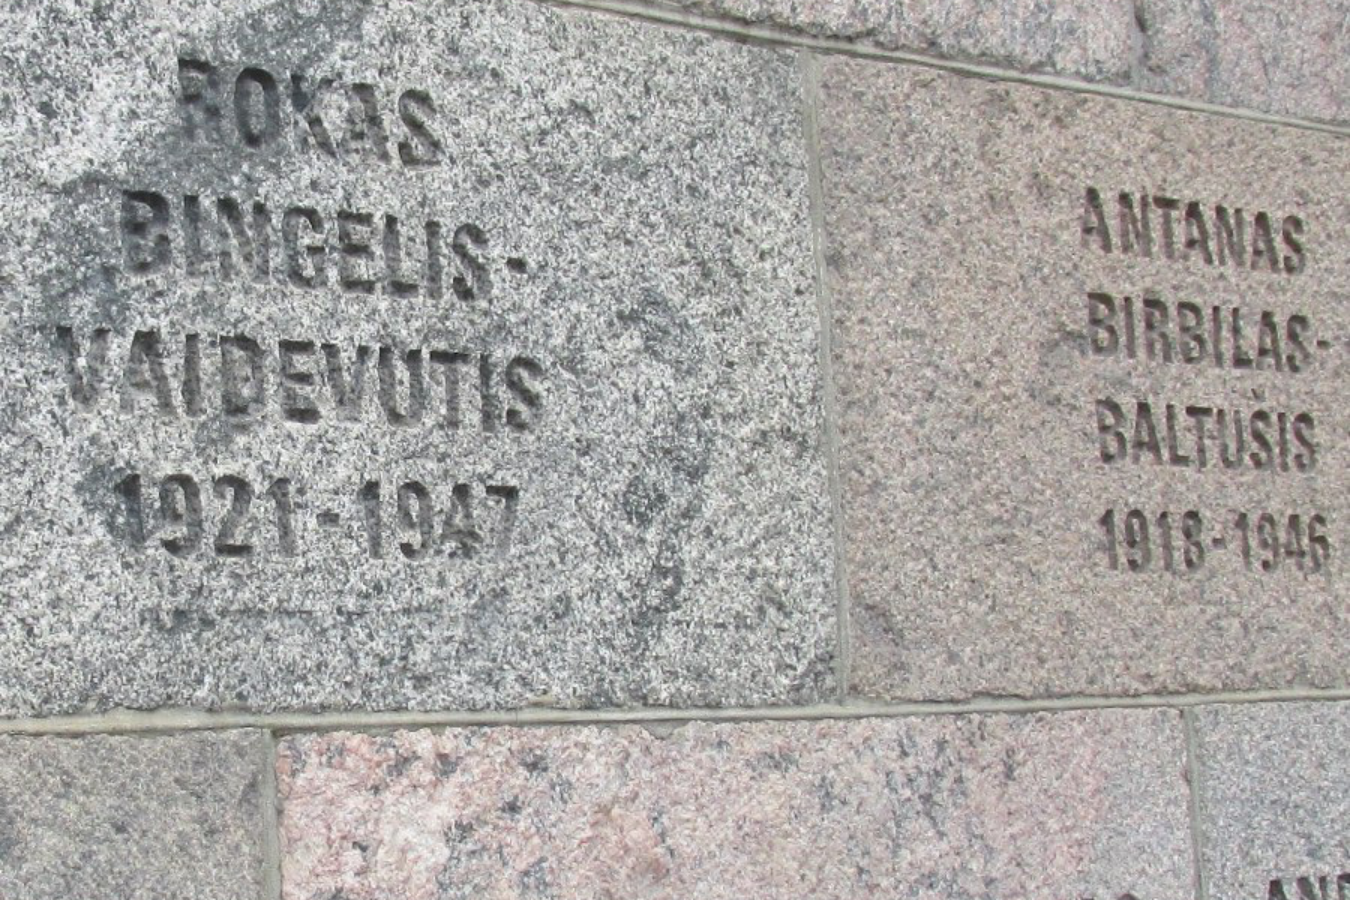 ROKAS
BINGELIS-
VAIDEVUTIS
1921-1947
ANTANAS
BIRBILAS-
BALTUŠIS
1918-1946